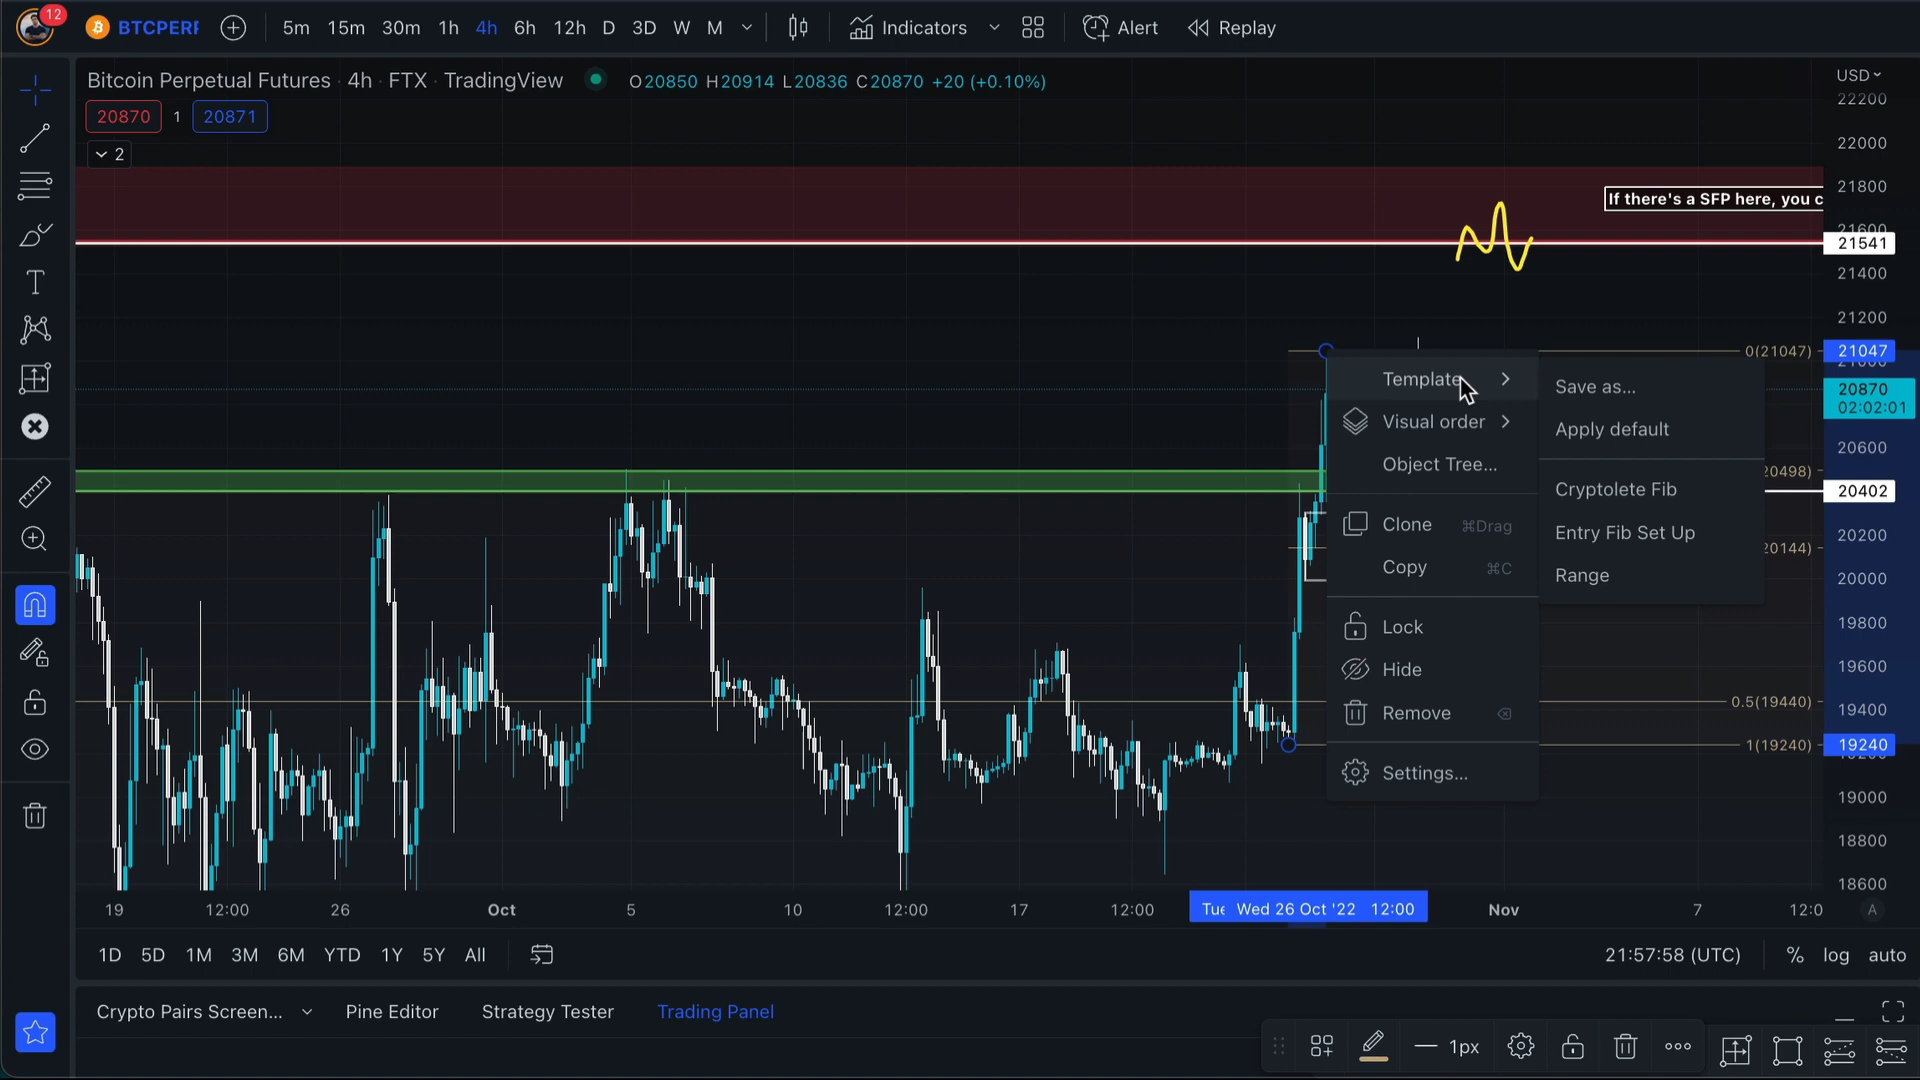 12
BTCPERP
5m 15m 30m 1h 4h 6h 12h D 3D W M
Indicators
Alert
Replay
Bitcoin Perpetual Futures · 4h · FTX · TradingView
O20850 H20914 L20836 C20870 +20 (+0.10%)
USD
20870 1 20871
2
22200
22000
21800
If there's a SFP here, you c
21600
21541
21400
21200
0(21047)
21047
21000
20870
02:02:01
20600
20498)
20402
20200
20144)
20000
19800
19600
0.5(19440)
19400
1(19240)
19240
19200
19000
18800
18600
Template
Visual order
Object Tree...
Clone ⌘Drag
Copy ⌘C
Lock
Hide
Remove
Settings...
Save as...
Apply default
Cryptolete Fib
Entry Fib Set Up
Range
19 12:00 26 Oct 5 10 12:00 17 12:00 Tue Wed 26 Oct '22 12:00 Nov 7 12:0 A
1D 5D 1M 3M 6M YTD 1Y 5Y All
21:57:58 (UTC) % log auto
Crypto Pairs Screen... Pine Editor Strategy Tester Trading Panel
1px